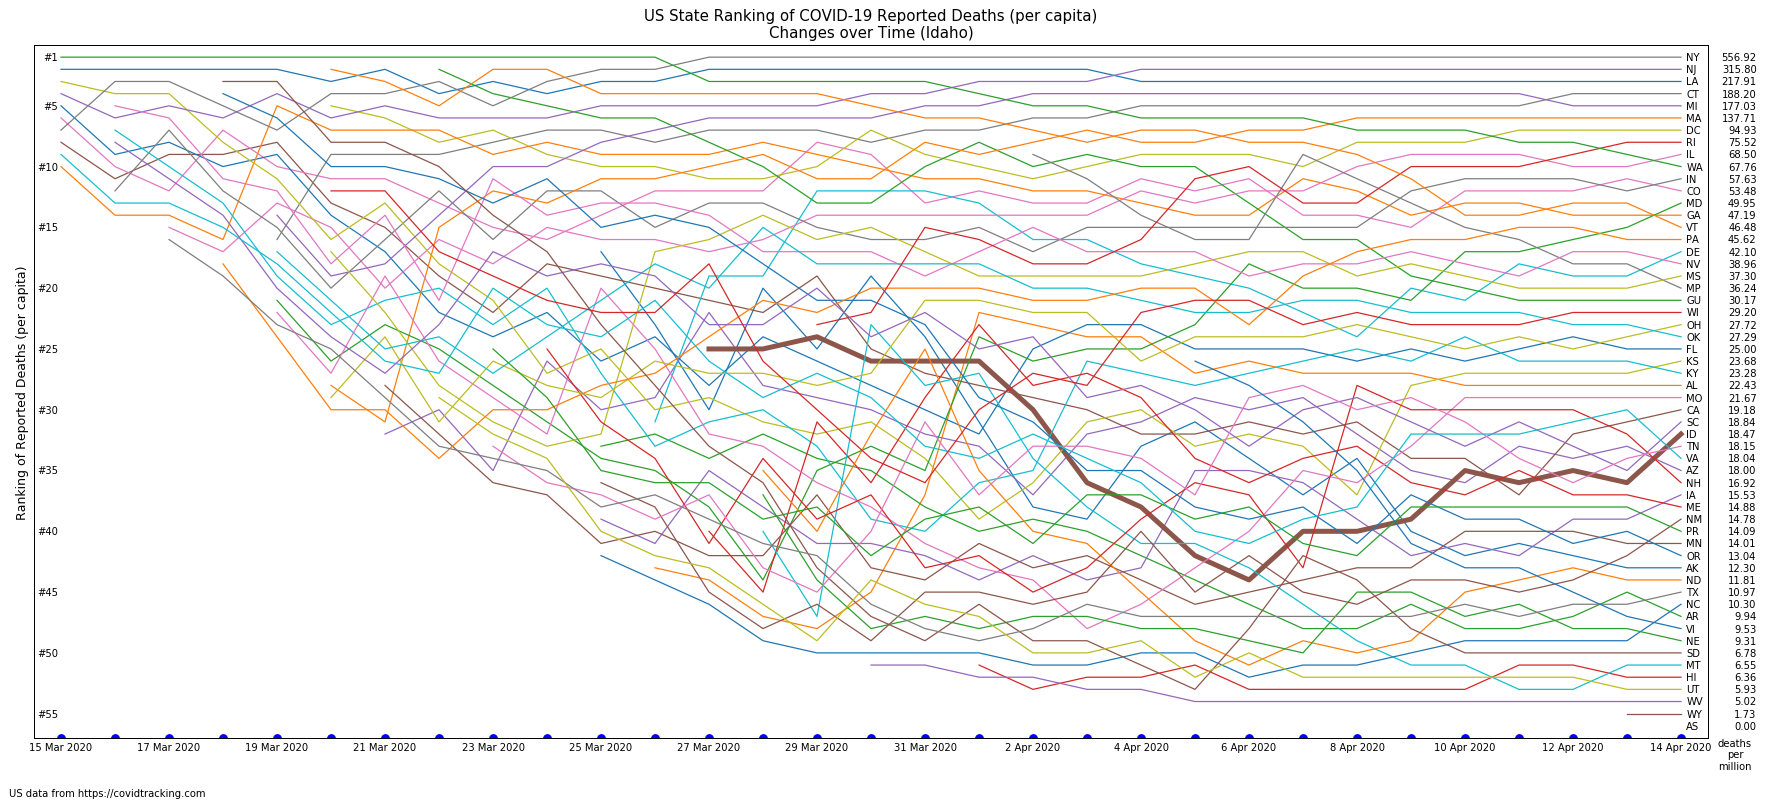 US State Ranking of COVID-19 Reported Deaths (per capita)
Changes over Time (Idaho)
Ranking of Reported Deaths (per capita)
#1
#5
#10
#15
#20
#25
#30
#35
#40
#45
#50
#55
NY 556.92
NJ 315.80
LA 217.91
CT 188.20
MI 177.03
MA 137.71
DC 94.93
RI 75.52
IL 68.50
WA 67.76
IN 57.63
CO 53.48
MD 49.95
GA 47.19
VT 46.48
PA 45.62
DE 42.10
NV 38.96
MS 37.30
MP 36.24
GU 30.17
WI 29.20
OH 27.72
OK 27.29
FL 25.00
KS 23.68
KY 23.28
AL 22.43
MO 21.67
CA 19.18
SC 18.84
ID 18.47
TN 18.15
VA 18.04
AZ 18.00
NH 16.92
IA 15.53
ME 14.88
NM 14.78
PR 14.09
MN 14.01
OR 13.04
AK 12.30
ND 11.81
TX 10.97
NC 10.30
AR 9.94
VI 9.53
NE 9.31
SD 6.78
MT 6.55
HI 6.36
UT 5.93
WV 5.02
WY 1.73
AS 0.00
15 Mar 2020 17 Mar 2020 19 Mar 2020 21 Mar 2020 23 Mar 2020 25 Mar 2020 27 Mar 2020 29 Mar 2020 31 Mar 2020 2 Apr 2020 4 Apr 2020 6 Apr 2020 8 Apr 2020 10 Apr 2020 12 Apr 2020 14 Apr 2020
deaths
per
million
US data from https://covidtracking.com